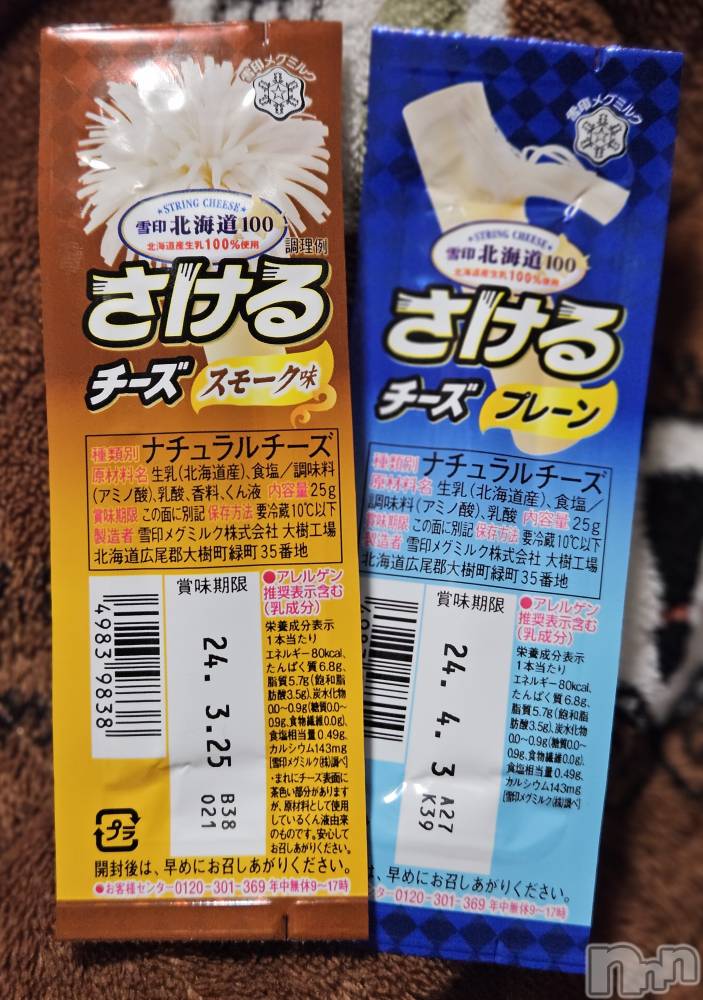 雪印メグミルク
★STRING CHEESE★
雪印 北海道100
北海道産生乳100%使用
調理例
さける
チーズ スモーク味
種類別 ナチュラルチーズ
原材料名 生乳(北海道産)、食塩/調味料
(アミノ酸)、乳酸、香料、くん液 内容量 25g
賞味期限 この面に別記 保存方法 要冷蔵10℃以下
製造者 雪印メグミルク株式会社 大樹工場
北海道広尾郡大樹町緑町35番地
4983 9838
賞味期限
24. 3.25 B38
021
●アレルゲン
推奨表示含む
(乳成分)
栄養成分表示
1本当たり
エネルギー80kcal、
たんぱく質6.8g、
脂質5.7g(飽和脂
肪酸3.5g)、炭水化物
0.0〜0.9g(糖質0.0〜
0.9g、食物繊維0.0g)、
食塩相当量0.49g、
カルシウム143mg
[雪印メグミルク(株)調べ]
・まれにチーズ表面に
茶色い部分があります
が、原材料として使用
しているくん液由来
のものです。安心して
お召し上がりください。
プラ
開封後は、早めにお召しあがりください。
●お客様センター0120-301-369 年中無休9〜17時
雪印メグミルク
★STRING CHEESE★
雪印 北海道100
北海道産生乳100%使用
さける
チーズ プレーン
種類別 ナチュラルチーズ
原材料名 生乳(北海道産)、食塩/
調味料(アミノ酸)、乳酸 内容量 25g
賞味期限 この面に別記 保存方法 要冷蔵10℃以下
製造者 雪印メグミルク株式会社 大樹工場
北海道広尾郡大樹町緑町35番地
賞味期限
24. 4. 3 A27
K39
●アレルゲン
推奨表示含む
(乳成分)
栄養成分表示
1本当たり
エネルギー80kcal、
たんぱく質6.8g、
脂質5.7g(飽和脂
肪酸3.5g)、炭水化物
0.0〜0.9g(糖質0.0〜
0.9g、食物繊維0.0g)、
食塩相当量0.49g、
カルシウム143mg
[雪印メグミルク(株)調べ]
、早めにお召しあがりください。
ター0120-301-369 年中無休9〜17時
nnn